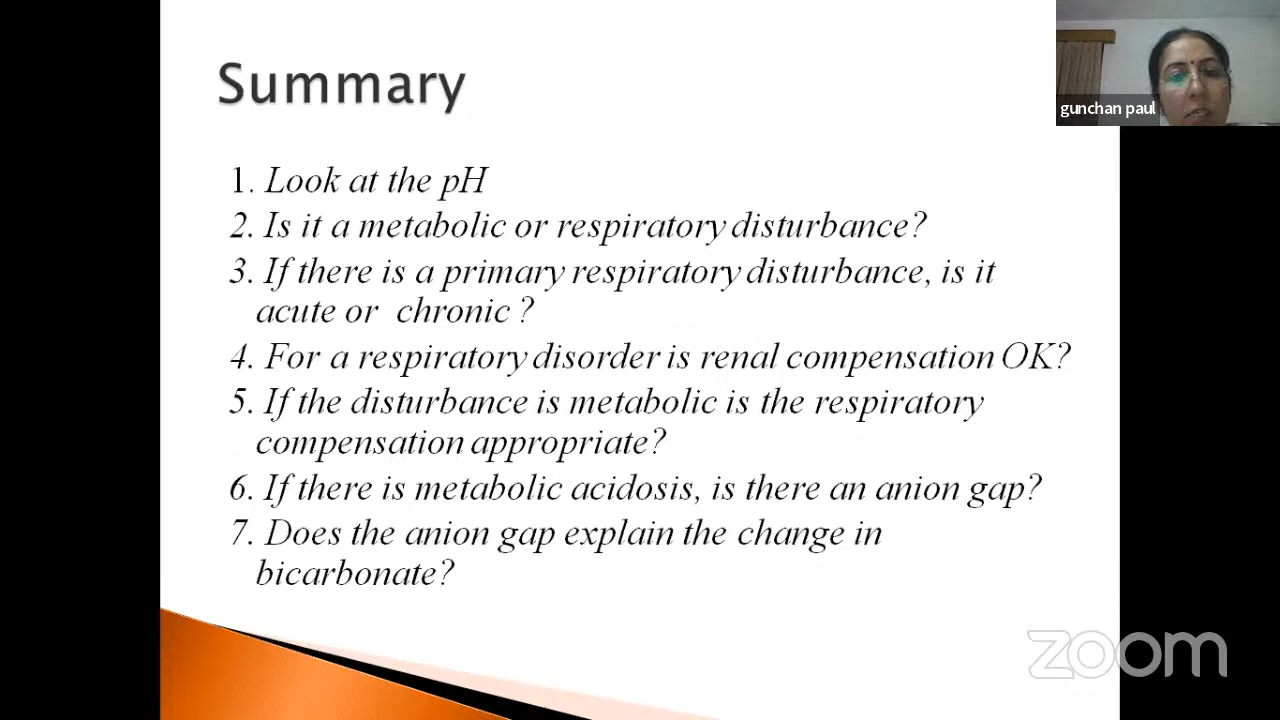 Summary
gunchan paul
1. Look at the pH
2. Is it a metabolic or respiratory disturbance?
3. If there is a primary respiratory disturbance, is it
acute or chronic ?
4. For a respiratory disorder is renal compensation OK?
5. If the disturbance is metabolic is the respiratory
compensation appropriate?
6. If there is metabolic acidosis, is there an anion gap?
7. Does the anion gap explain the change in
bicarbonate?
zoom